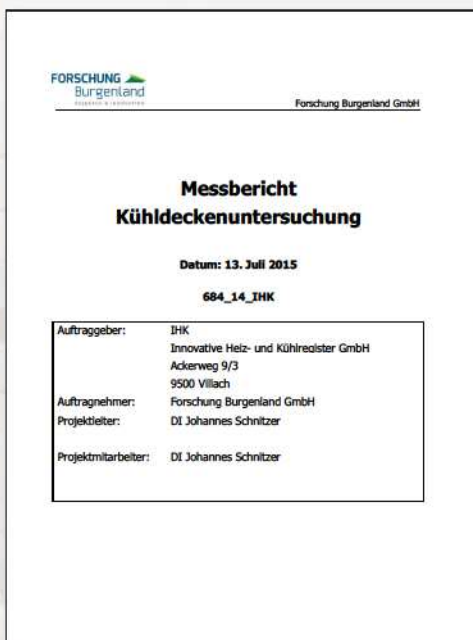 FORSCHUNG
Burgenland
Forschung Burgenland GmbH
Messbericht
Kühldeckenuntersuchung
Datum: 13. Juli 2015
684_14_IHK
Auftraggeber: IHK
Innovative Heiz- und Kühlregister GmbH
Ackerweg 9/3
9500 Villach
Auftragnehmer: Forschung Burgenland GmbH
Projektleiter: DI Johannes Schnitzer
Projektmitarbeiter: DI Johannes Schnitzer